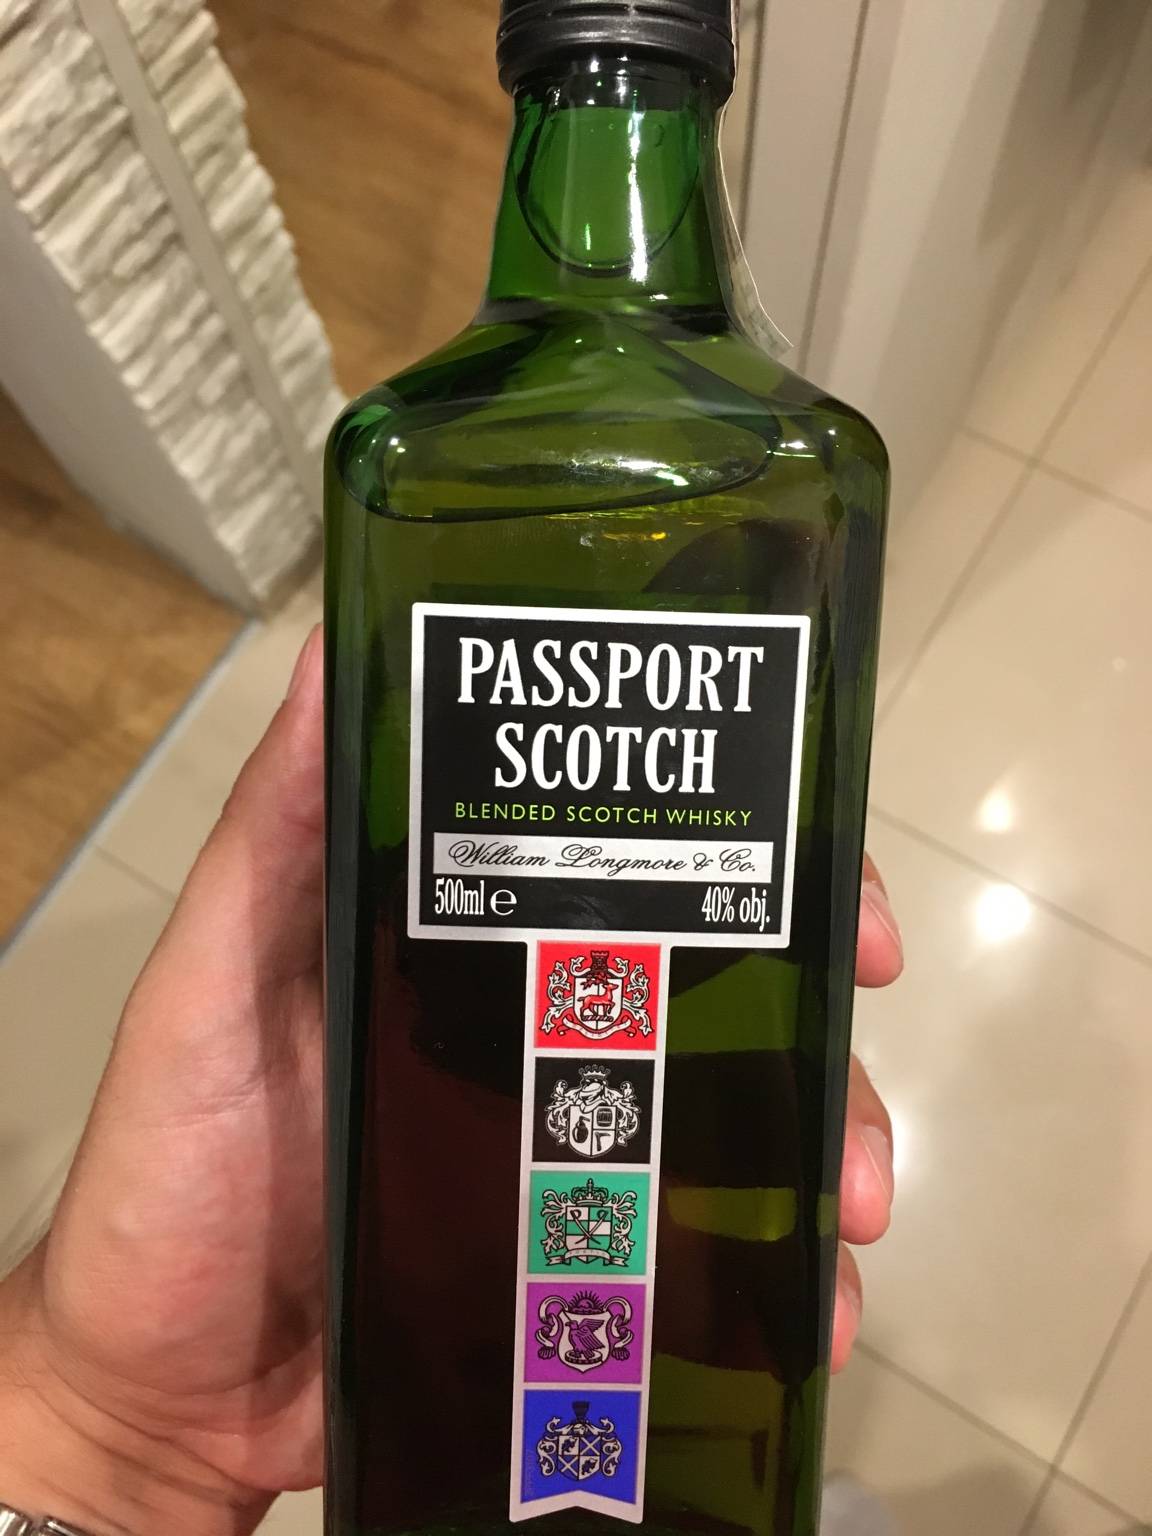 PASSPORT
SCOTCH
BLENDED SCOTCH WHISKY
William Longmore & Co.
500ml e 40% obj.